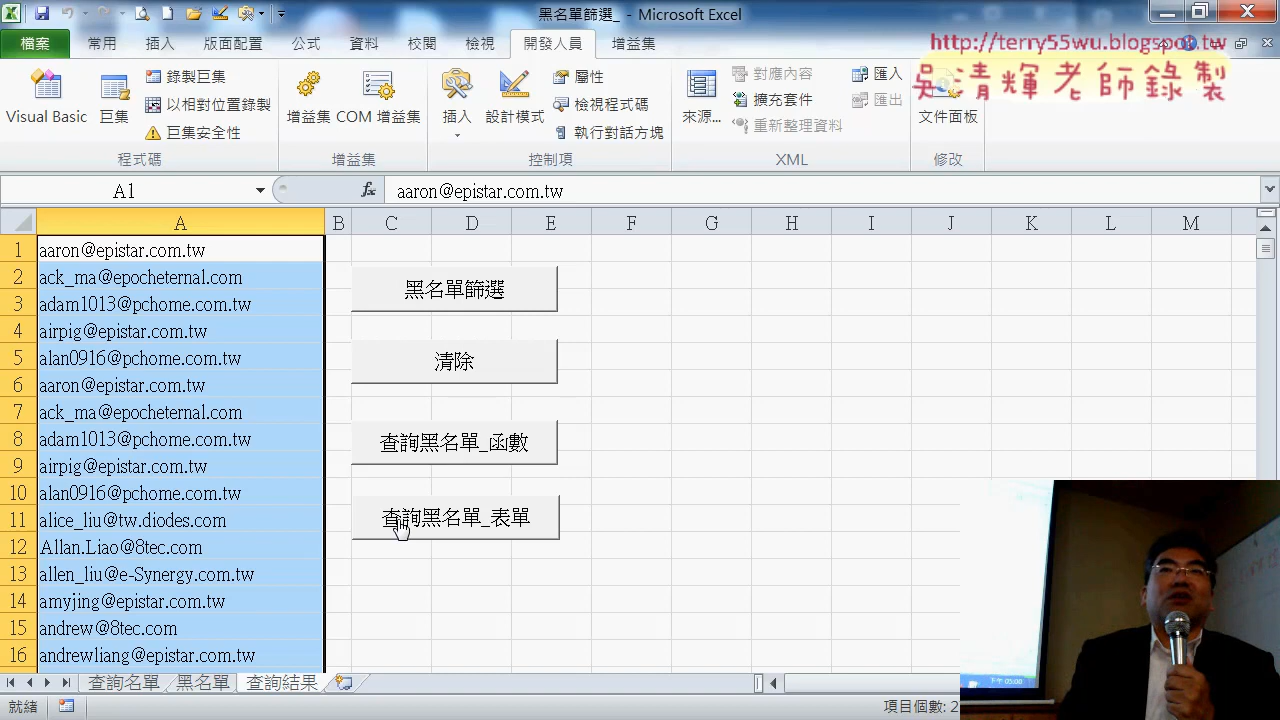 黑名單篩選_ - Microsoft Excel
檔案 常用 插入 版面配置 公式 資料 校閱 檢視 開發人員 增益集
http://terry55wu.blogspot.tw
吳清輝老師錄製
Visual Basic 巨集 錄製巨集 以相對位置錄製 巨集安全性
增益集 COM 增益集
插入 設計模式 屬性 檢視程式碼 執行對話方塊
來源... 對應內容 擴充套件 重新整理資料 匯入 匯出
文件面板
程式碼 增益集 控制項 XML 修改
A1 fx aaron@epistar.com.tw
A B C D E F G H I J K L M
1 aaron@epistar.com.tw
2 ack_ma@epocheternal.com
3 adam1013@pchome.com.tw
4 airpig@epistar.com.tw
5 alan0916@pchome.com.tw
6 aaron@epistar.com.tw
7 ack_ma@epocheternal.com
8 adam1013@pchome.com.tw
9 airpig@epistar.com.tw
10 alan0916@pchome.com.tw
11 alice_liu@tw.diodes.com
12 Allan.Liao@8tec.com
13 allen_liu@e-Synergy.com.tw
14 amyjing@epistar.com.tw
15 andrew@8tec.com
16 andrewliang@epistar.com.tw
黑名單篩選
清除
查詢黑名單_函數
查詢黑名單_表單
下午 05:00
查詢名單 黑名單 查詢結果
就緒 項目個數: 2